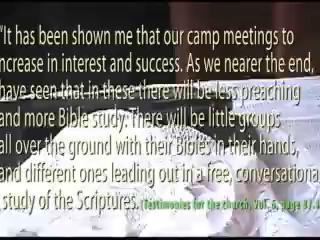 "It has been shown me that our camp meetings to
ncrease in interest and success. As we nearer the end,
have seen that in these there will be less preaching
and more Bible study. There will be little groups
all over the ground with their Bibles in their hands,
and different ones leading out in a free, conversationa
study of the Scriptures. (Testimonies for the church, Vol. 6, page 87.